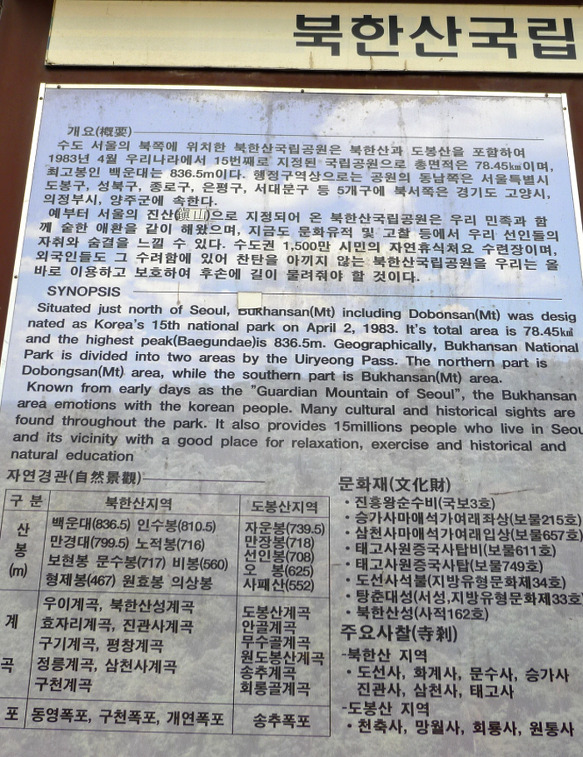 북한산국립
개요(概要)
수도 서울의 북쪽에 위치한 북한산국립공원은 북한산과 도봉산을 포함하여
1983년 4월 우리나라에서 15번째로 지정된 국립공원으로 총면적은 78.45㎢이며,
최고봉인 백운대는 836.5m이다. 행정구역상으로는 공원의 동남쪽은 서울특별시
도봉구, 성북구, 종로구, 은평구, 서대문구 등 5개구에 북서쪽은 경기도 고양시,
의정부시, 양주군에 속한다.
예부터 서울의 진산(鎭山)으로 지정되어 온 북한산국립공원은 우리 민족과 함
께 숱한 애환을 같이 해왔으며, 지금도 문화유적 및 고찰 등에서 우리 선인들의
자취와 숨결을 느낄 수 있다. 수도권 1,500만 시민의 자연휴식처요 수련장이며,
외국인들도 그 수려함에 있어 찬탄을 아끼지 않는 북한산국립공원을 우리는 올
바로 이용하고 보호하여 후손에 길이 물려줘야 할 것이다.
SYNOPSIS
Situated just north of Seoul, Bukhansan(Mt) including Dobonsan(Mt) was desig
nated as Korea's 15th national park on April 2, 1983. It's total area is 78.45㎢
and the highest peak(Baegundae)is 836.5m. Geographically, Bukhansan National
Park is divided into two areas by the Uiryeong Pass. The northern part is
Dobongsan(Mt) area, while the southern part is Bukhansan(Mt) area.
Known from early days as the "Guardian Mountain of Seoul", the Bukhansan
area emotions with the korean people. Many cultural and historical sights are
found throughout the park. It also provides 15millions people who live in Seou
and its vicinity with a good place for relaxation, exercise and historical and
natural education
자연경관(自然景觀)
구 분 북한산지역 도봉산지역
산봉(m) 백운대(836.5) 인수봉(810.5) 자운봉(739.5)
만경대(799.5) 노적봉(716) 만장봉(718)
보현봉 문수봉(717) 비봉(560) 선인봉(708)
오 봉(625)
형제봉(467) 원효봉 의상봉 사패산(552)
계곡 우이계곡, 북한산성계곡 도봉산계곡
효자리계곡, 진관사계곡 안골계곡
구기계곡, 평창계곡 무수골계곡
정릉계곡, 삼천사계곡 원도봉산계곡
구천계곡 송추계곡
회룡골계곡
포 동영폭포, 구천폭포, 개연폭포 송추폭포
문화재(文化財)
・진흥왕순수비(국보3호)
・승가사마애석가여래좌상(보물215호)
・삼천사마애석가여래입상(보물657호)
・태고사원증국사탑비(보물611호)
・태고사원증국사탑(보물749호)
・도선사석불(지방유형문화제34호)
・탕춘대성(서성,지방유형문화제33호
・북한산성(사적162호)
주요사찰(寺刹)
-북한산 지역
・도선사, 화계사, 문수사, 승가사
진관사, 삼천사, 태고사
-도봉산 지역
・천축사, 망월사, 회룡사, 원통사